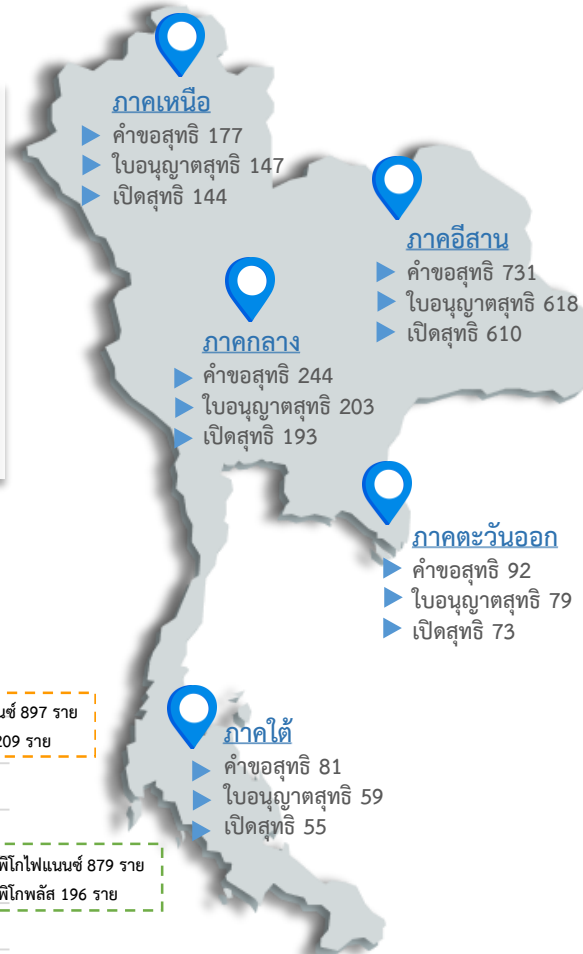 ภาคเหนือ
คำขอสุทธิ 177
ใบอนุญาตสุทธิ 147
เปิดสุทธิ 144
ภาคอีสาน
คำขอสุทธิ 731
ใบอนุญาตสุทธิ 618
เปิดสุทธิ 610
ภาคกลาง
คำขอสุทธิ 244
ใบอนุญาตสุทธิ 203
เปิดสุทธิ 193
ภาคตะวันออก
คำขอสุทธิ 92
ใบอนุญาตสุทธิ 79
เปิดสุทธิ 73
897 ราย
209 ราย
ภาคใต้
คำขอสุทธิ 81
ใบอนุญาตสุทธิ 59
เปิดสุทธิ 55
พิโกไฟแนนซ์ 879 ราย
พิโกพลัส 196 ราย